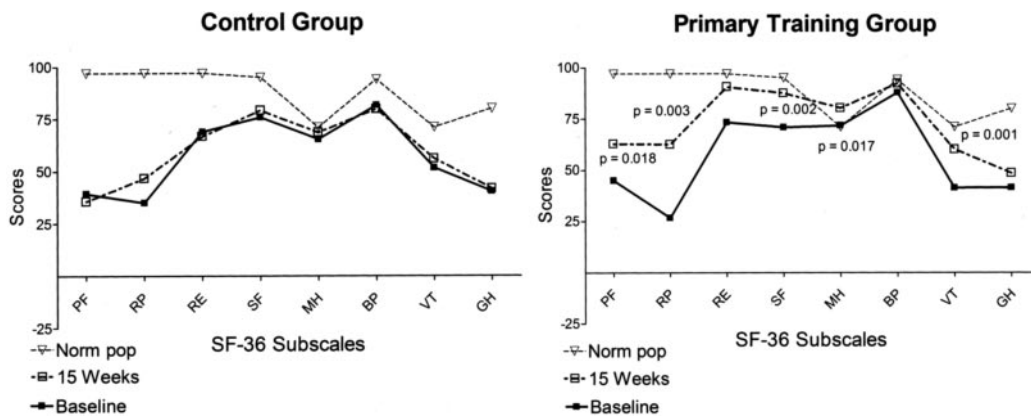 Control Group
100
75
50
25
-25
Scores
PF RP RE SF MH BP VT GH
SF-36 Subscales
Norm pop
15 Weeks
Baseline
Primary Training Group
100
75
50
25
-25
Scores
p = 0.018
p = 0.003
p = 0.002
p = 0.017
p = 0.001
PF RP RE SF MH BP VT GH
SF-36 Subscales
Norm pop
15 Weeks
Baseline